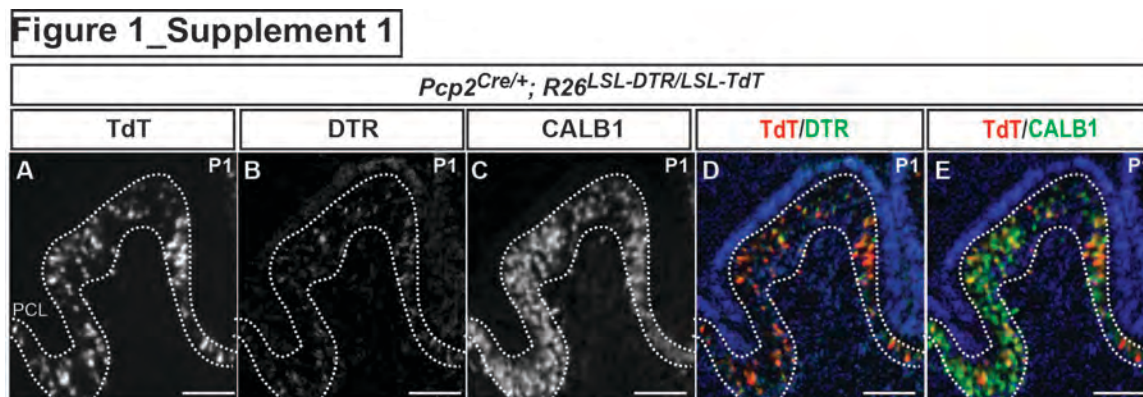 Figure 1_Supplement 1
Pcp2Cre/+; R26LSL-DTR/LSL-TdT
TdT DTR CALB1 TdT/DTR TdT/CALB1
A P1 B P1 C P1 D P1 E P
PCL